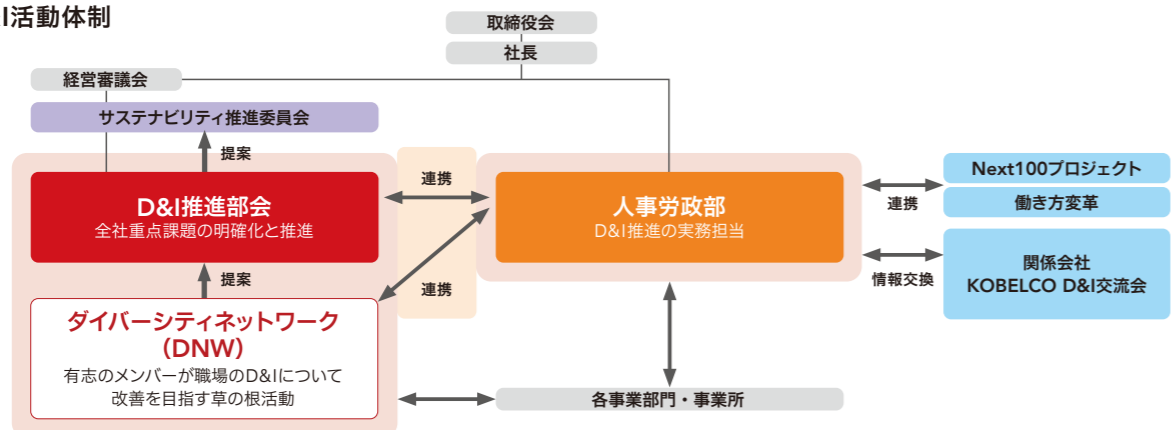 I活動体制
取締役会
社長
経営審議会
サステナビリティ推進委員会
提案
D&I推進部会
全社重点課題の明確化と推進
連携
人事労政部
D&I推進の実務担当
連携
Next100プロジェクト
働き方変革
情報交換
関係会社
KOBELCO D&I交流会
提案
連携
ダイバーシティネットワーク
(DNW)
有志のメンバーが職場のD&Iについて
改善を目指す草の根活動
各事業部門・事業所